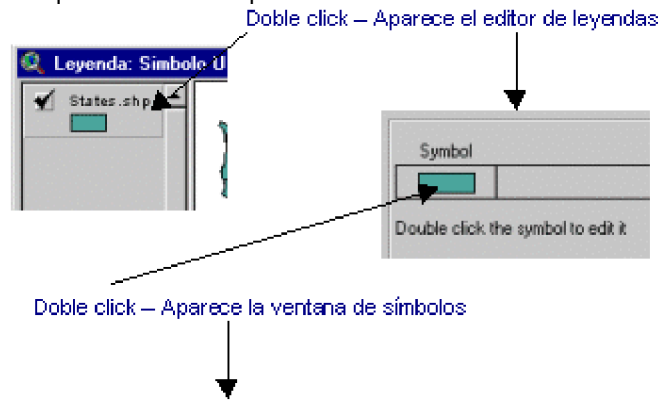 Doble click – Aparece el editor de leyendas
Leyenda: Simbolo U
States.shp
Symbol
Double click the symbol to edit it
Doble click – Aparece la ventana de símbolos